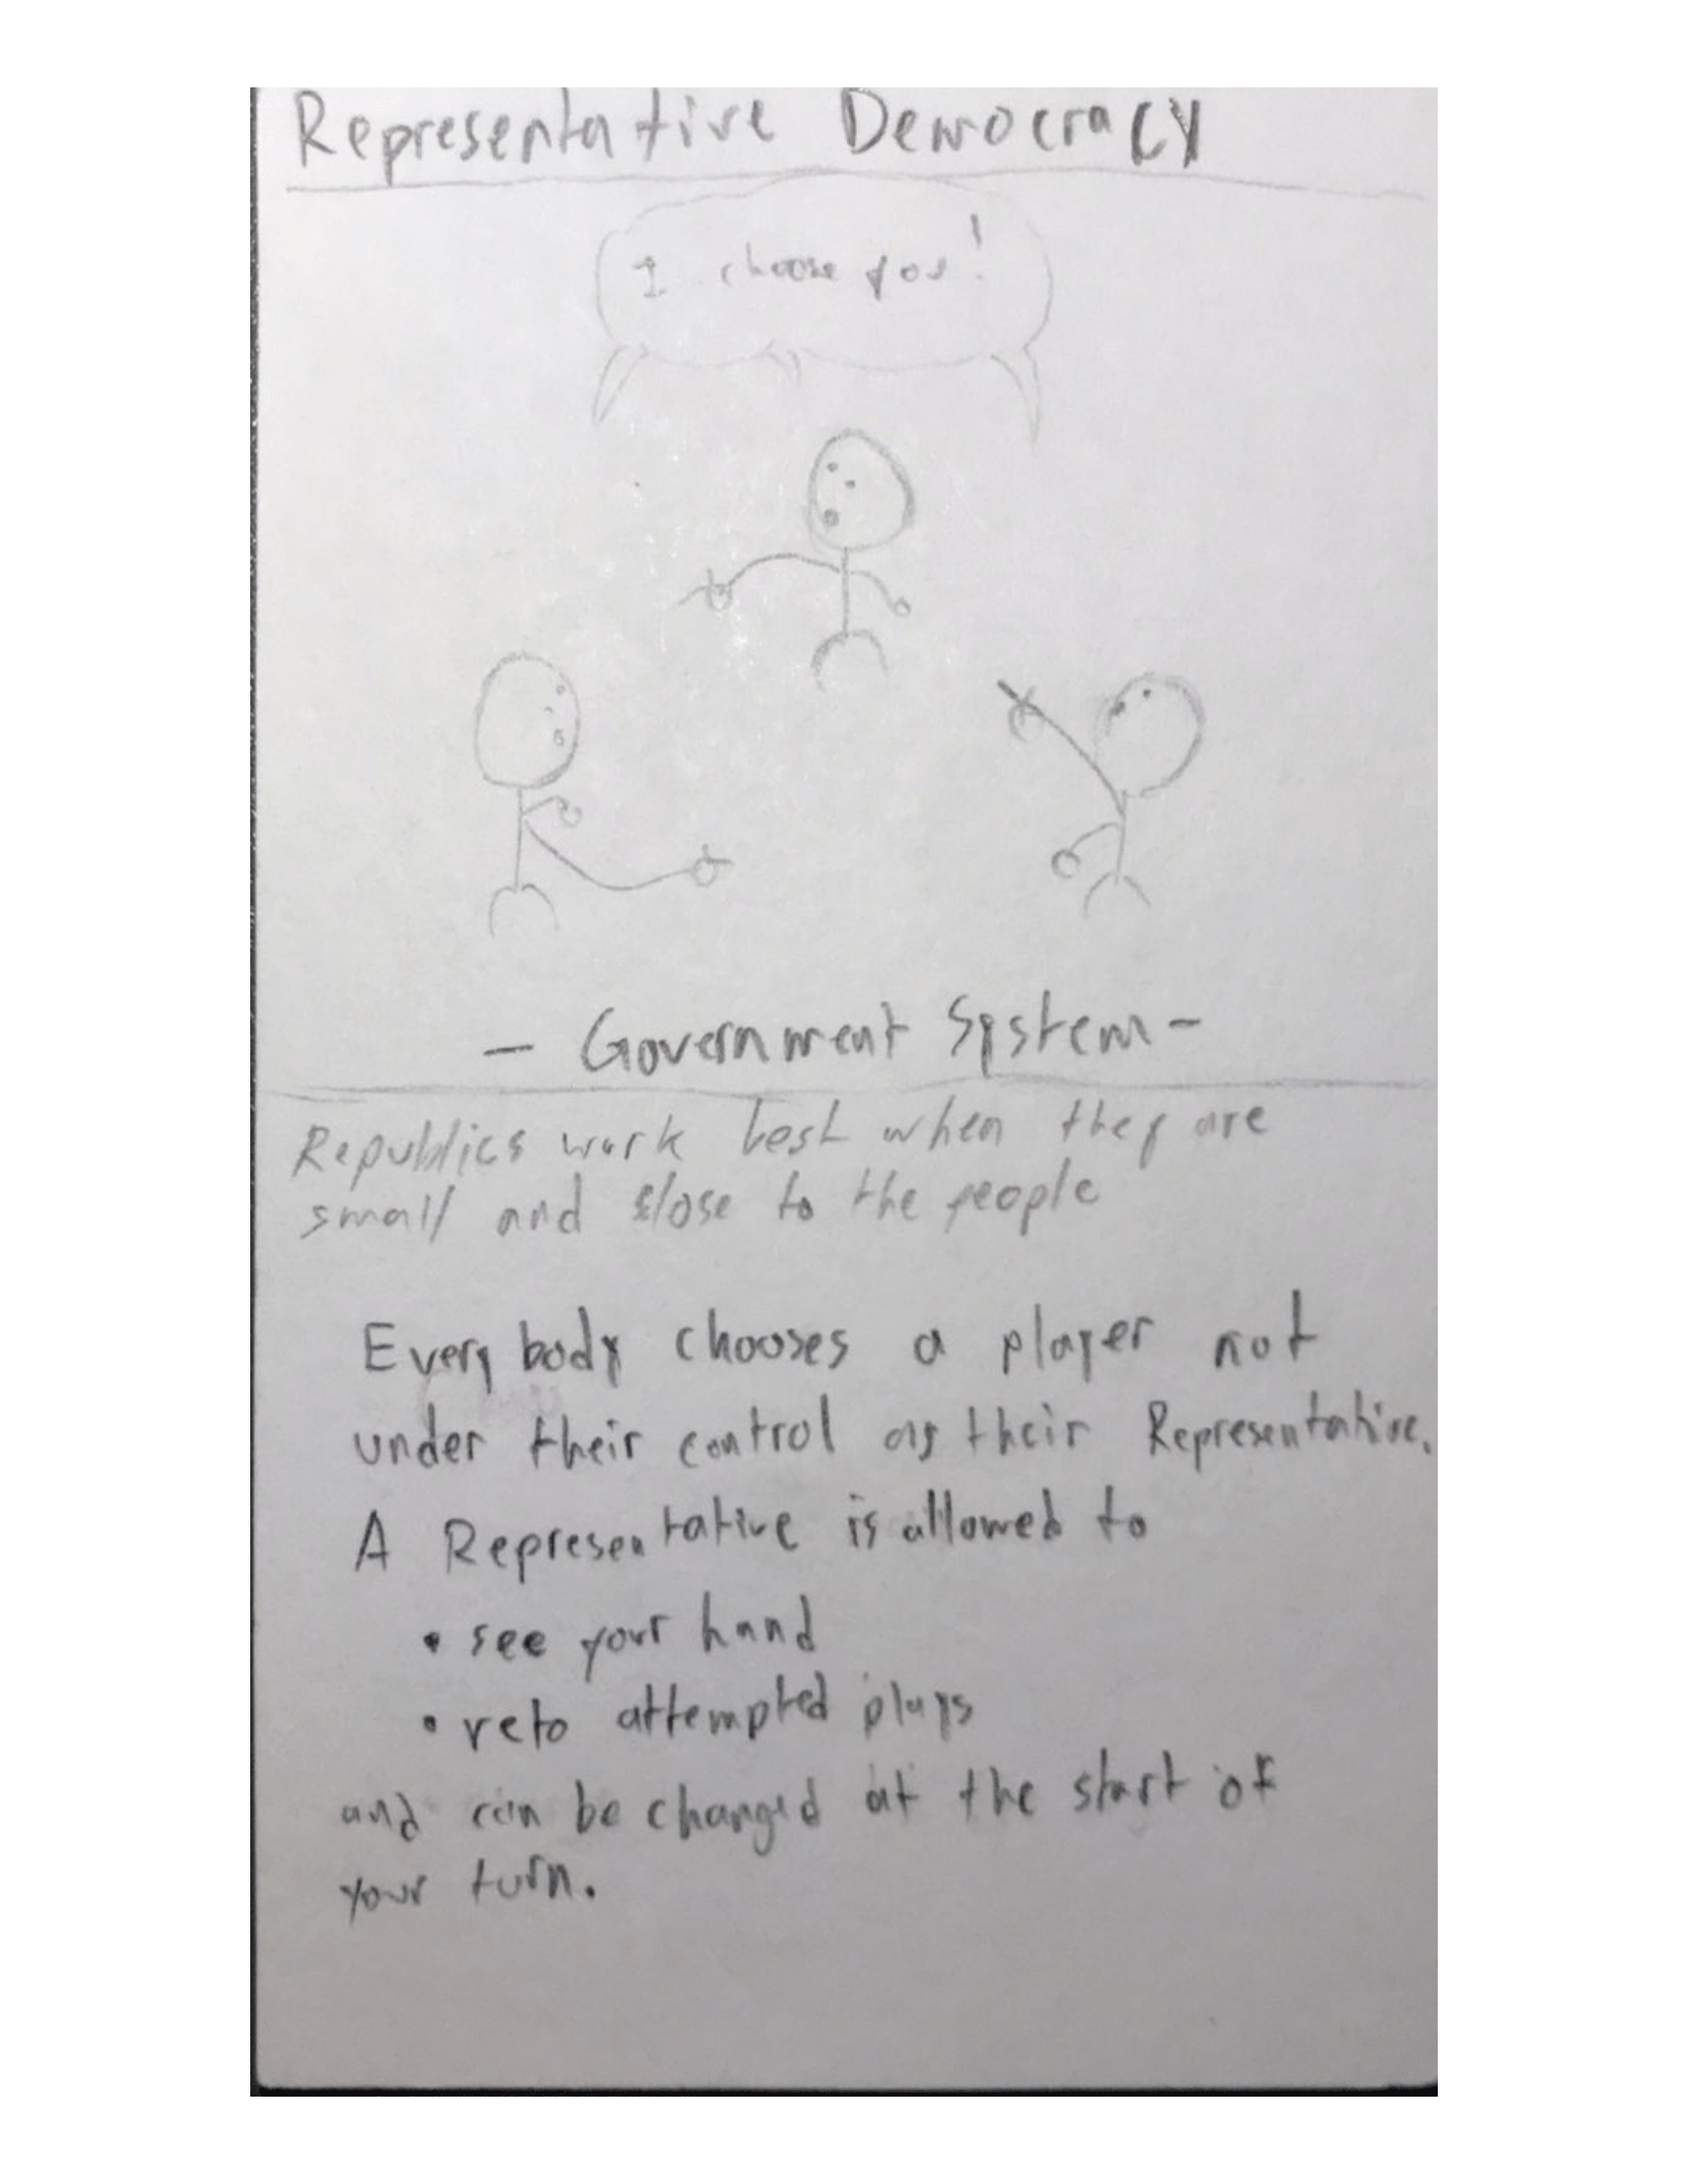 Representative Democracy
I choose you!
- Government System -
Republics work best when they are
small and close to the people
Everybody chooses a player not
under their control as their Representative.
A Representative is allowed to
• see your hand
• veto attempted plays
and can be changed at the start of
your turn.